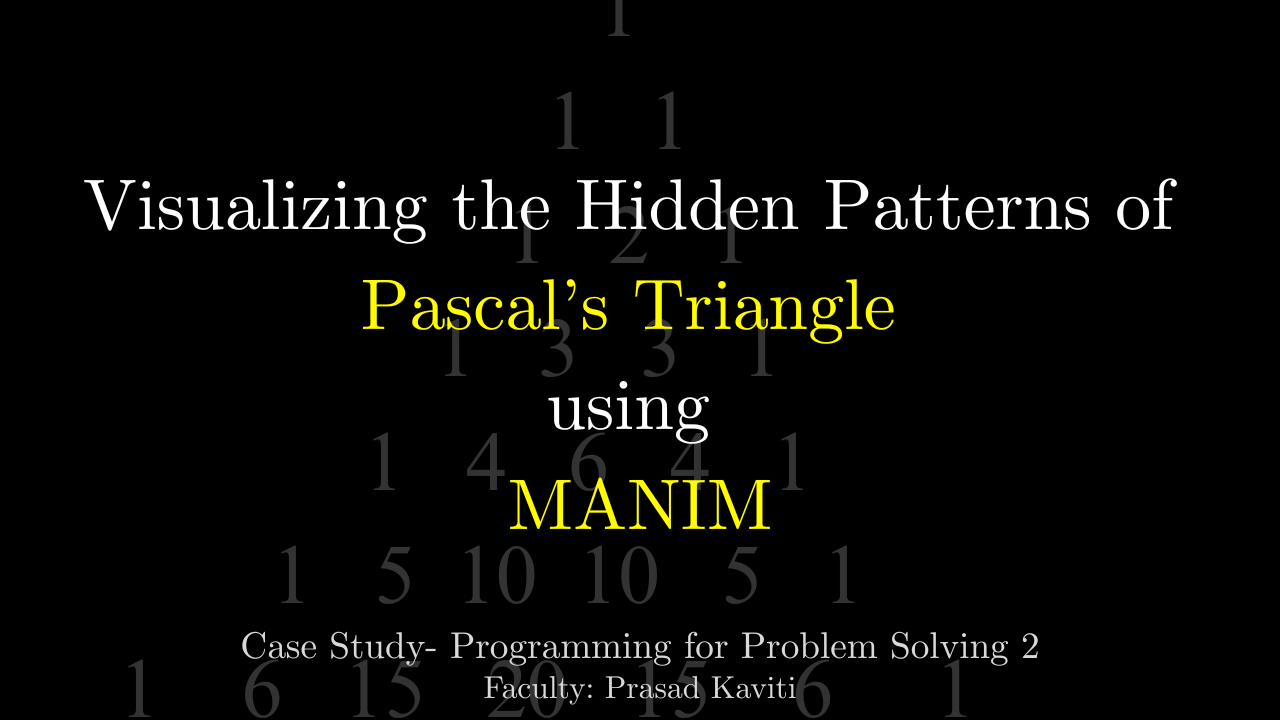 1
1 1
Visualizing the Hidden Patterns of
1 2 1
Pascal's Triangle
1 3 3 1
using
1 4 6 4 1
MANIM
1 5 10 10 5 1
Case Study- Programming for Problem Solving 2
1 6 15 20 15 6 1
Faculty: Prasad Kaviti